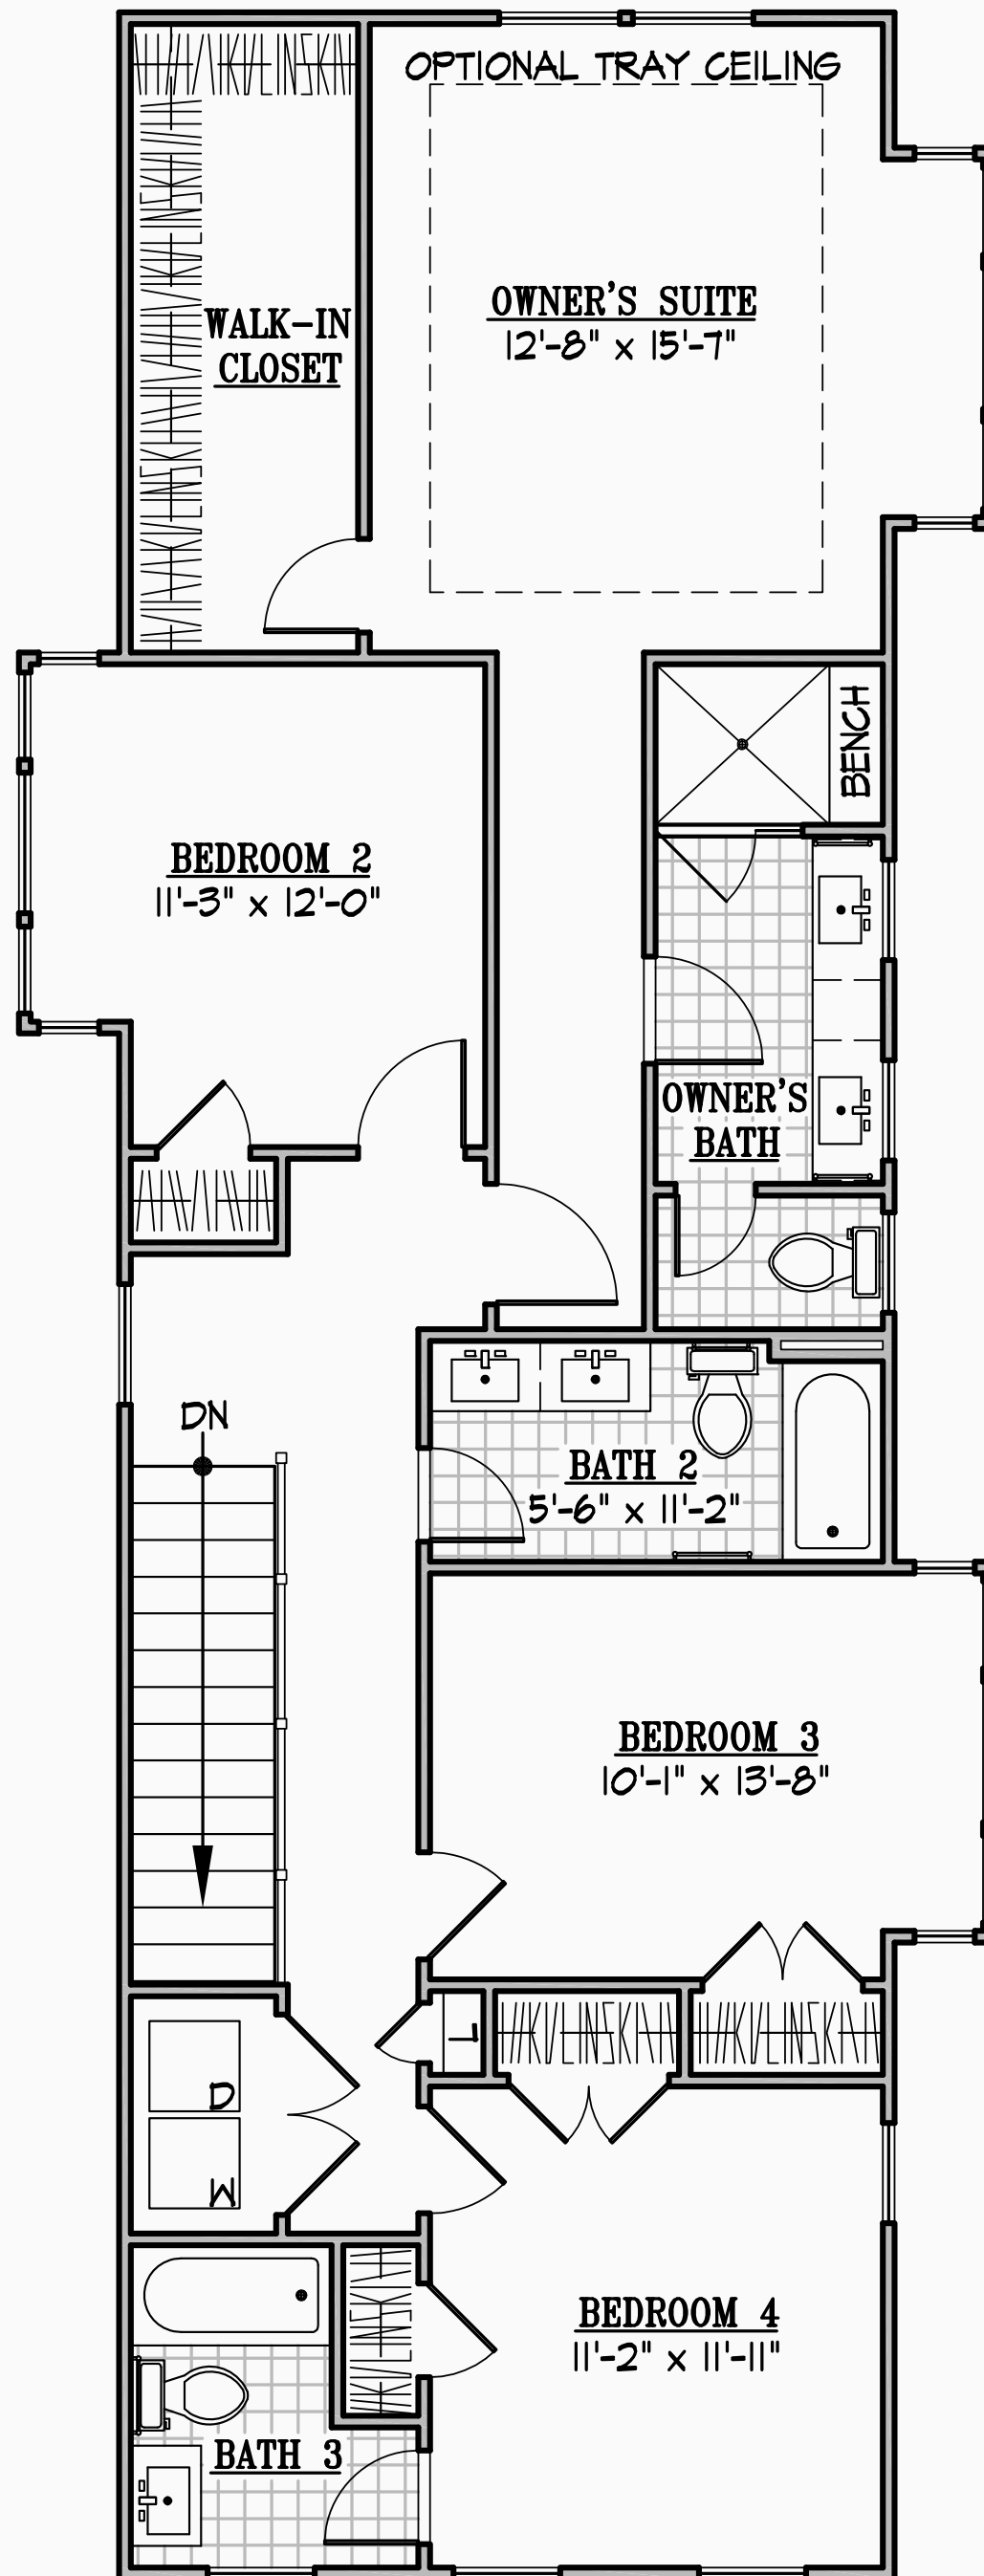 OPTIONAL TRAY CEILING
OWNER'S SUITE
12'-8" x 15'-7"
WALK-IN
CLOSET
BENCH
BEDROOM 2
11'-3" x 12'-0"
OWNER'S
BATH
DN
BATH 2
5'-6" x 11'-2"
BEDROOM 3
10'-1" x 13'-8"
L
D
W
BEDROOM 4
11'-2" x 11'-11"
BATH 3